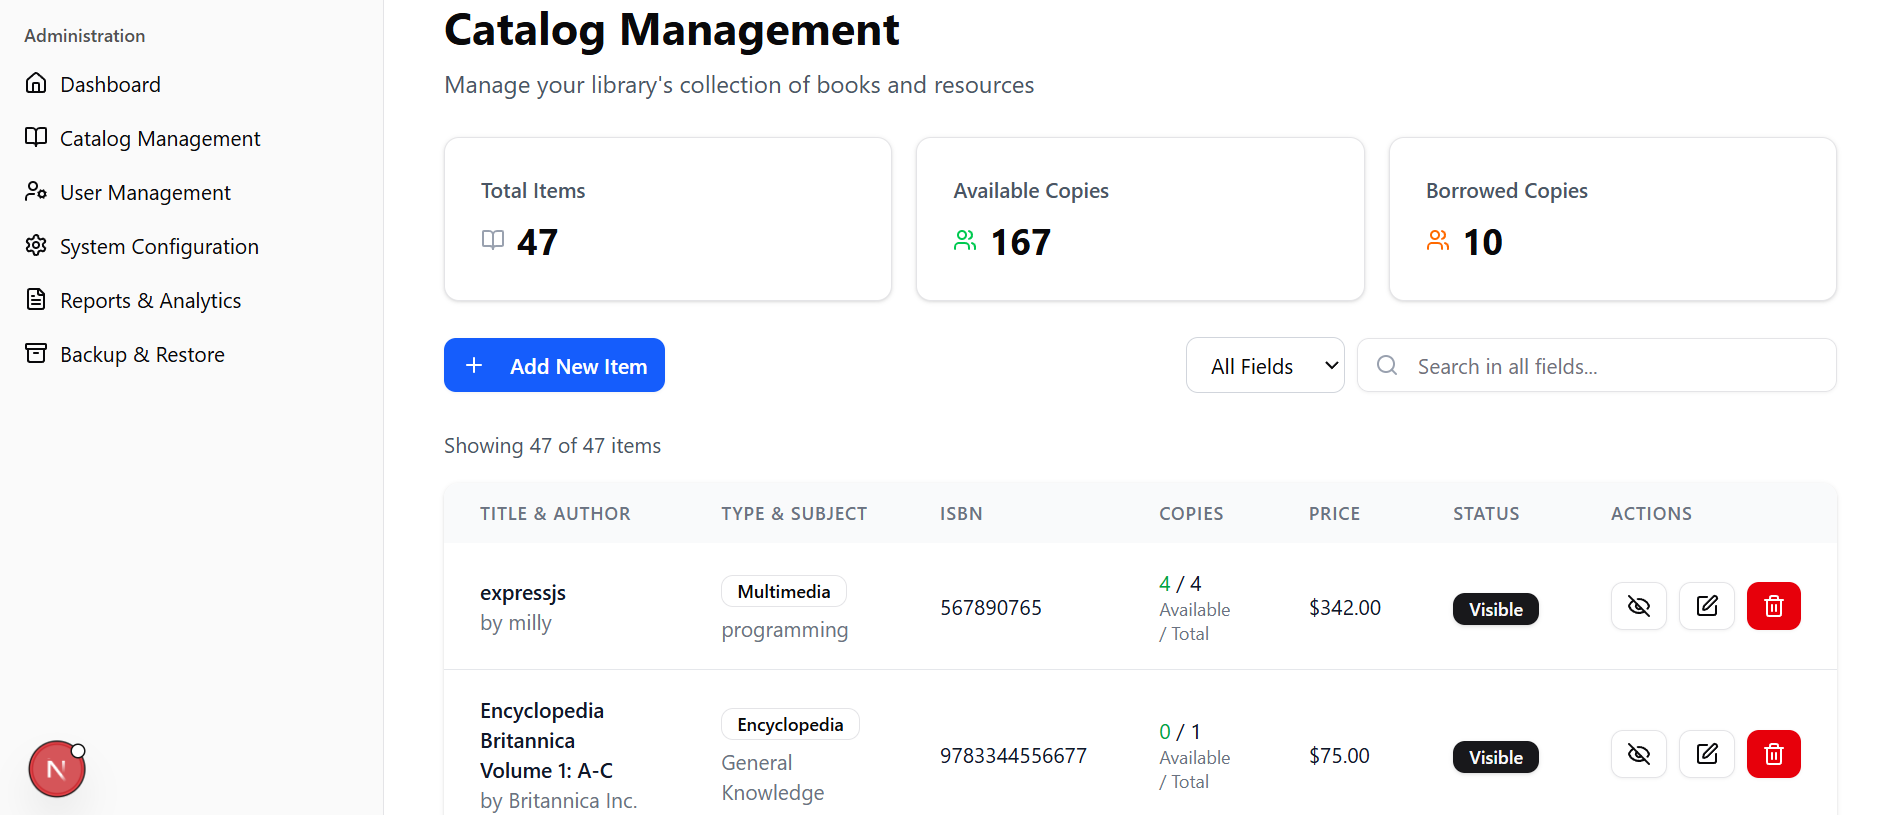 Administration
Dashboard
Catalog Management
User Management
System Configuration
Reports & Analytics
Backup & Restore
N
Catalog Management
Manage your library's collection of books and resources
Total Items
47
Available Copies
167
Borrowed Copies
10
Add New Item
All Fields
Search in all fields...
Showing 47 of 47 items
TITLE & AUTHOR TYPE & SUBJECT ISBN COPIES PRICE STATUS ACTIONS
expressjs
by milly
Multimedia
programming
567890765
4 / 4
Available
/ Total
$342.00
Visible
Encyclopedia
Britannica
Volume 1: A-C
by Britannica Inc.
Encyclopedia
General
Knowledge
9783344556677
0 / 1
Available
/ Total
$75.00
Visible